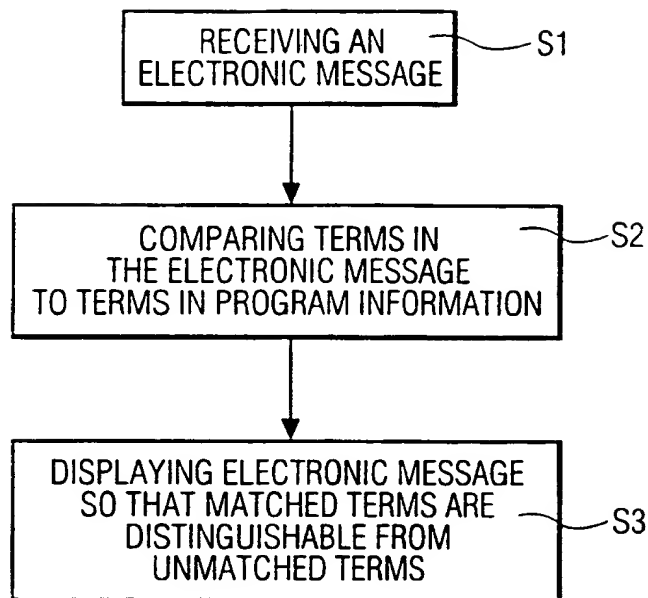 RECEIVING AN
ELECTRONIC MESSAGE
S1
COMPARING TERMS IN
THE ELECTRONIC MESSAGE
TO TERMS IN PROGRAM INFORMATION
S2
DISPLAYING ELECTRONIC MESSAGE
SO THAT MATCHED TERMS ARE
DISTINGUISHABLE FROM
UNMATCHED TERMS
S3